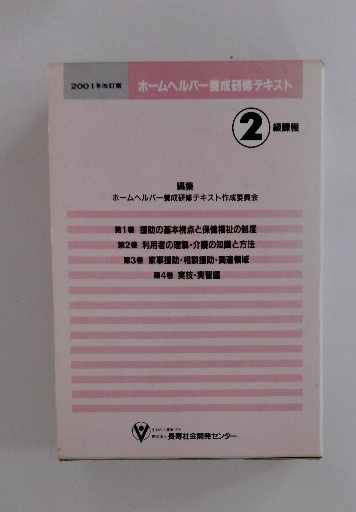 2001年改訂版
ホームヘルパー養成研修テキスト
2 級課程
編集
ホームヘルパー養成研修テキスト作成委員会
第1巻 援助の基本視点と保健福祉の制度
第2巻 利用者の理解・介護の知識と方法
第3巻 家事援助・相談援助・関連領域
第4巻 実技・実習編
財団法人 長寿社会開発センター